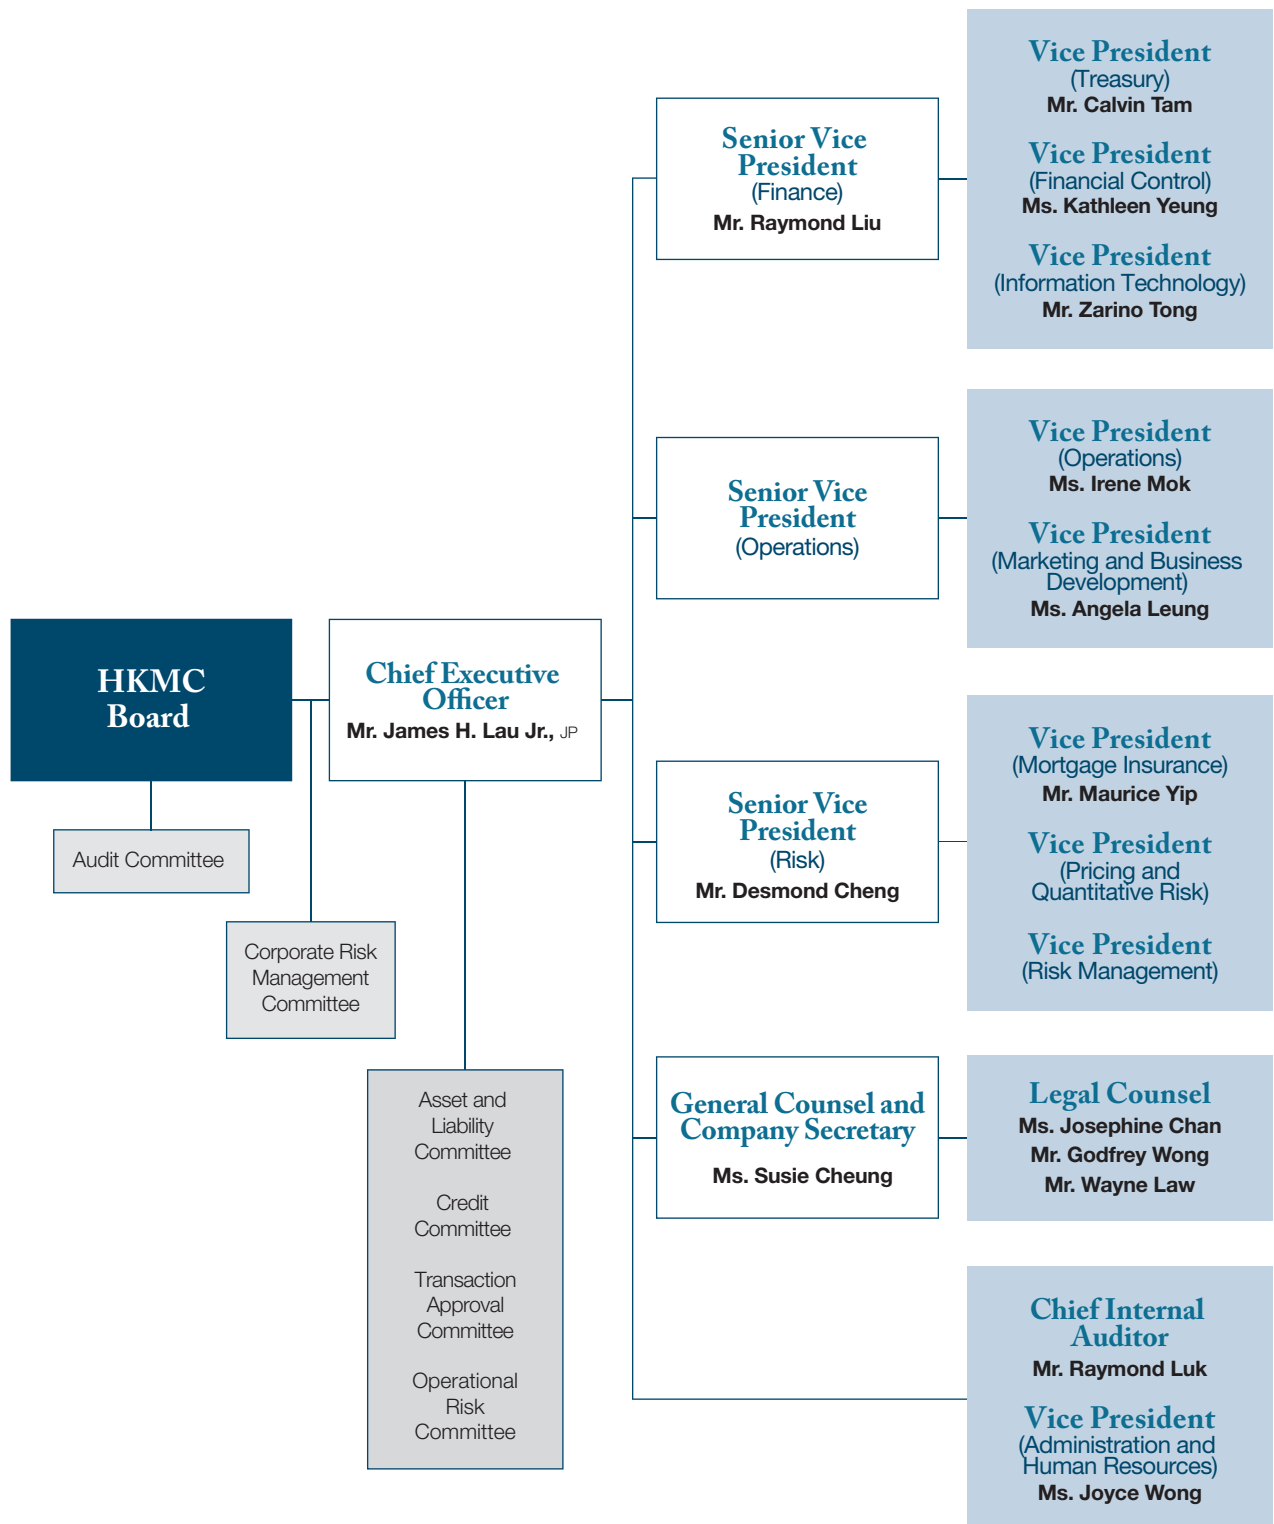 HKMC
Board
Audit Committee
Corporate Risk
Management
Committee
Chief Executive
Officer
Mr. James H. Lau Jr., JP
Asset and
Liability
Committee
Credit
Committee
Transaction
Approval
Committee
Operational
Risk
Committee
Senior Vice
President
(Finance)
Mr. Raymond Liu
Vice President
(Treasury)
Mr. Calvin Tam
Vice President
(Financial Control)
Ms. Kathleen Yeung
Vice President
(Information Technology)
Mr. Zarino Tong
Senior Vice
President
(Operations)
Vice President
(Operations)
Ms. Irene Mok
Vice President
(Marketing and Business
Development)
Ms. Angela Leung
Senior Vice
President
(Risk)
Mr. Desmond Cheng
Vice President
(Mortgage Insurance)
Mr. Maurice Yip
Vice President
(Pricing and
Quantitative Risk)
Vice President
(Risk Management)
General Counsel and
Company Secretary
Ms. Susie Cheung
Legal Counsel
Ms. Josephine Chan
Mr. Godfrey Wong
Mr. Wayne Law
Chief Internal
Auditor
Mr. Raymond Luk
Vice President
(Administration and
Human Resources)
Ms. Joyce Wong